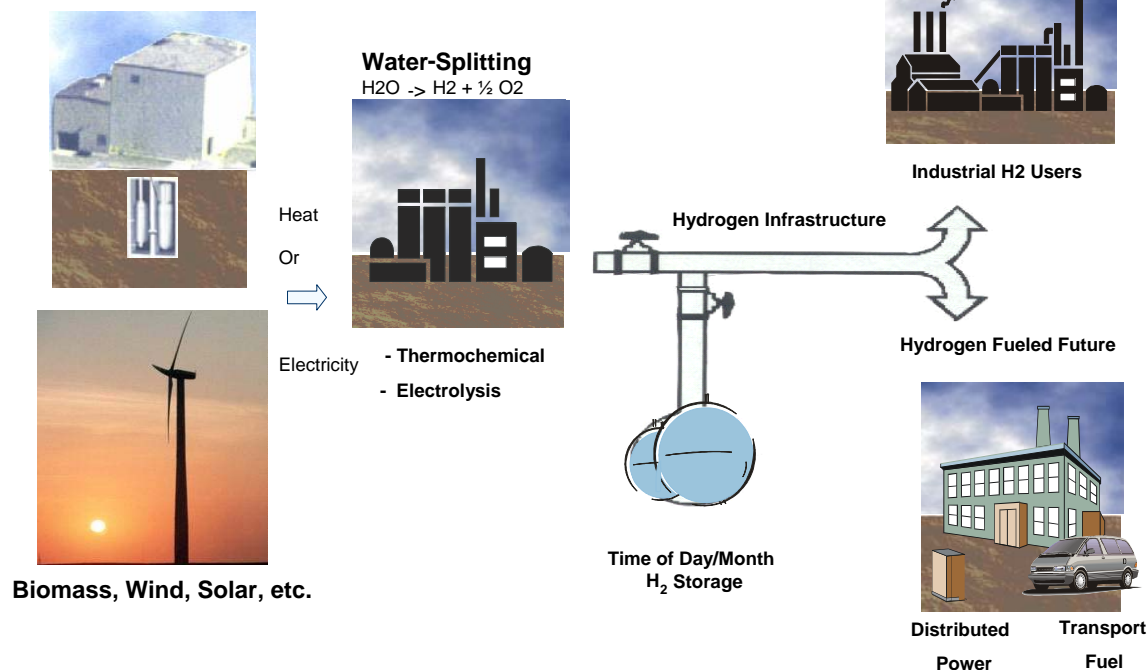 Water-Splitting
H2O -> H2 + ½ O2
Heat
Or
Electricity
- Thermochemical
- Electrolysis
Biomass, Wind, Solar, etc.
Hydrogen Infrastructure
Time of Day/Month
H2 Storage
Industrial H2 Users
Hydrogen Fueled Future
Distributed
Power
Transport
Fuel